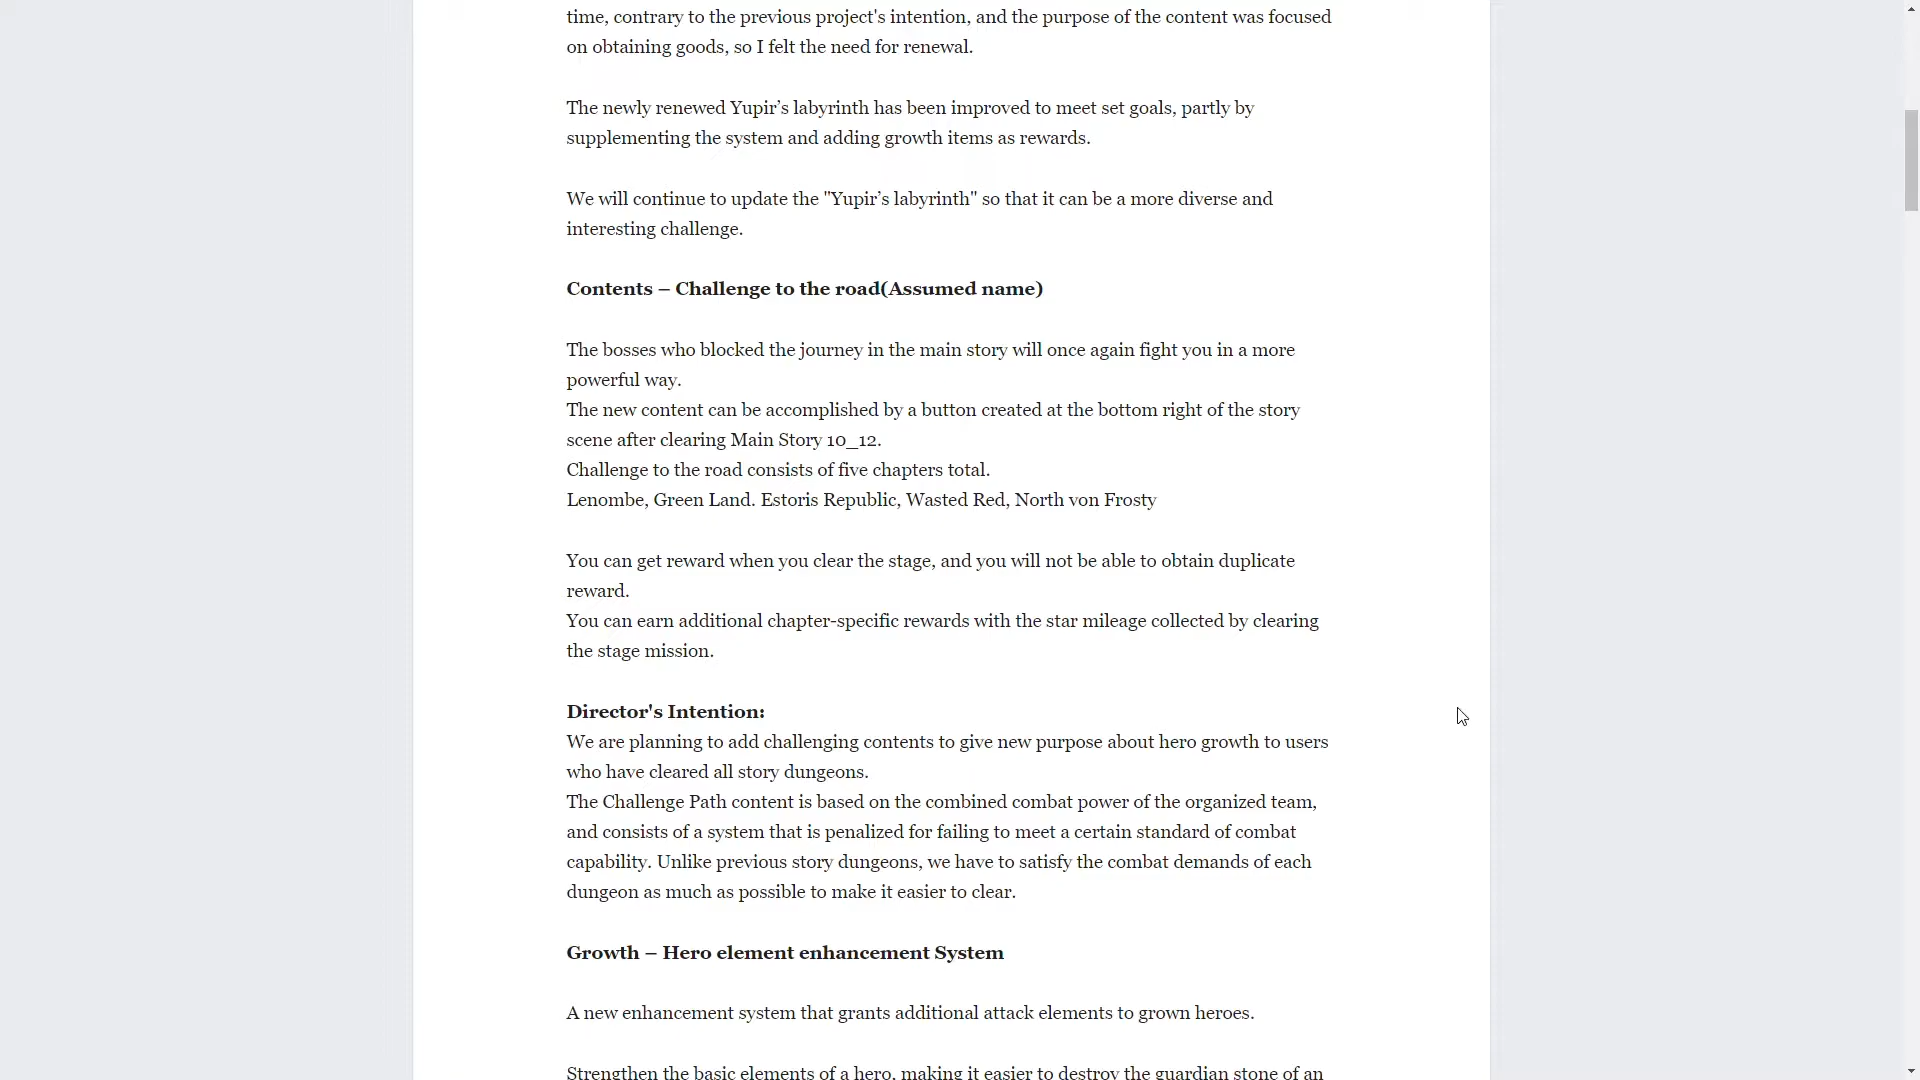 time, contrary to the previous project's intention, and the purpose of the content was focused
on obtaining goods, so I felt the need for renewal.
The newly renewed Yupir’s labyrinth has been improved to meet set goals, partly by
supplementing the system and adding growth items as rewards.
We will continue to update the "Yupir’s labyrinth" so that it can be a more diverse and
interesting challenge.
Contents – Challenge to the road(Assumed name)
The bosses who blocked the journey in the main story will once again fight you in a more
powerful way.
The new content can be accomplished by a button created at the bottom right of the story
scene after clearing Main Story 10_12.
Challenge to the road consists of five chapters total.
Lenombe, Green Land. Estoris Republic, Wasted Red, North von Frosty
You can get reward when you clear the stage, and you will not be able to obtain duplicate
reward.
You can earn additional chapter-specific rewards with the star mileage collected by clearing
the stage mission.
Director's Intention:
We are planning to add challenging contents to give new purpose about hero growth to users
who have cleared all story dungeons.
The Challenge Path content is based on the combined combat power of the organized team,
and consists of a system that is penalized for failing to meet a certain standard of combat
capability. Unlike previous story dungeons, we have to satisfy the combat demands of each
dungeon as much as possible to make it easier to clear.
Growth – Hero element enhancement System
A new enhancement system that grants additional attack elements to grown heroes.
Strengthen the basic elements of a hero, making it easier to destroy the guardian stone of an